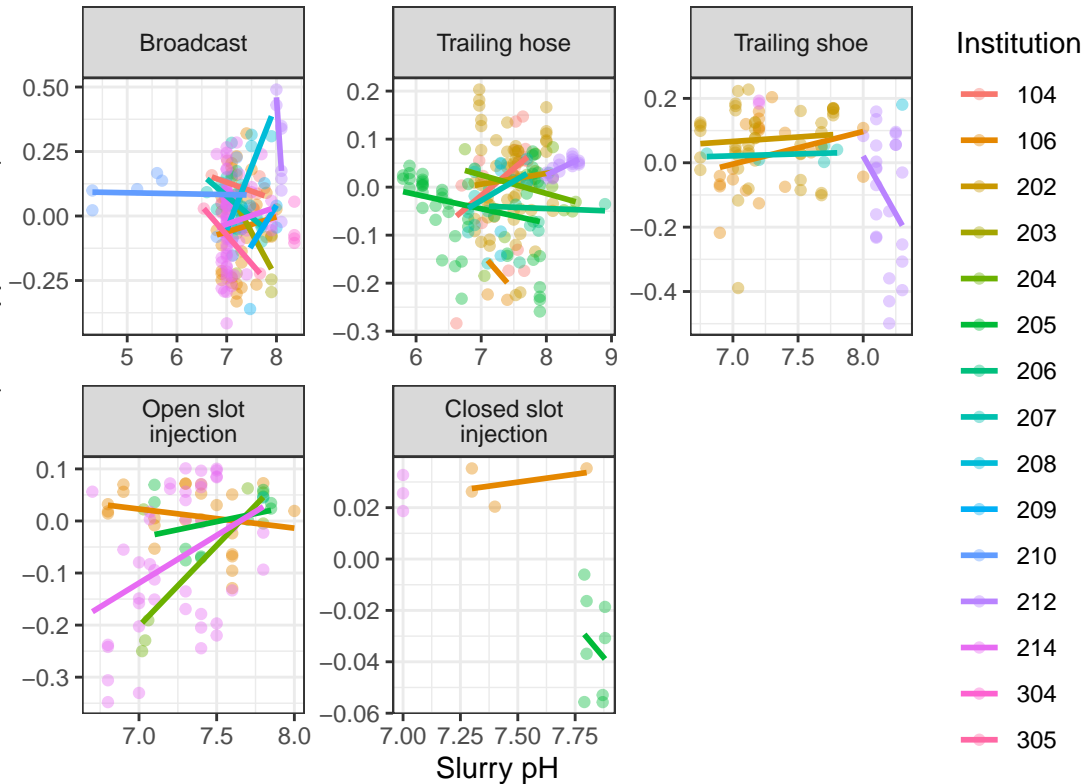 Broadcast
Trailing hose
Trailing shoe
0.50
0.25
0.00
−0.25
5 6 7 8
0.2
0.1
0.0
−0.1
−0.2
−0.3
6 7 8 9
0.2
0.0
−0.2
−0.4
7.0 7.5 8.0
Open slot
injection
Closed slot
injection
0.1
0.0
−0.1
−0.2
−0.3
7.0 7.5 8.0
0.02
0.00
−0.02
−0.04
−0.06
7.00 7.25 7.50 7.75
Slurry pH
Institution
104
106
202
203
204
205
206
207
208
209
210
212
214
304
305